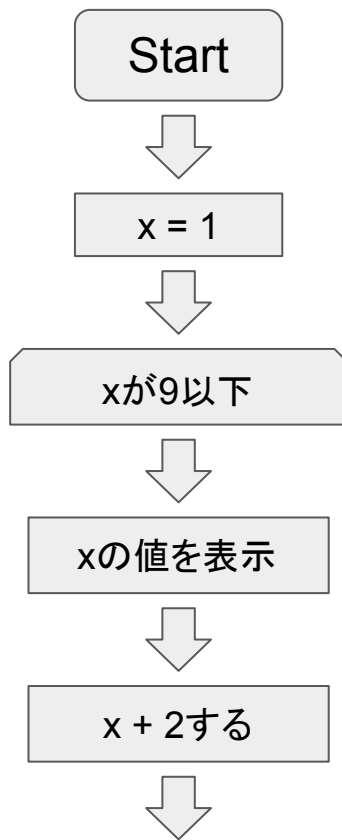 Start
x = 1
xが9以下
xの値を表示
x + 2する